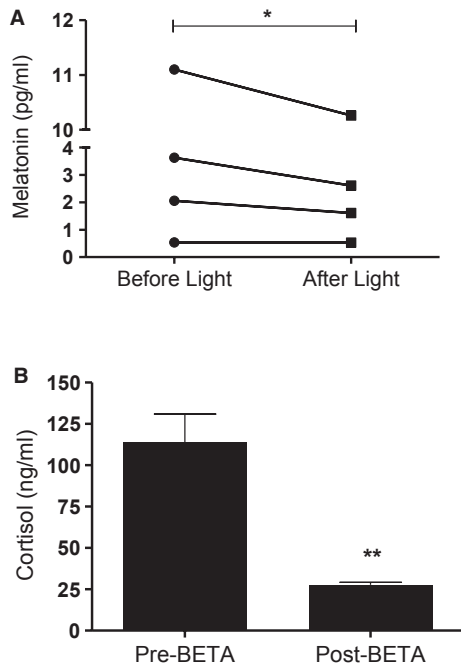 A
Melatonin (pg/ml)
12
11
10
4
3
2
1
0
*
Before Light
After Light
B
Cortisol (ng/ml)
150
125
100
75
50
25
0
**
Pre-BETA
Post-BETA